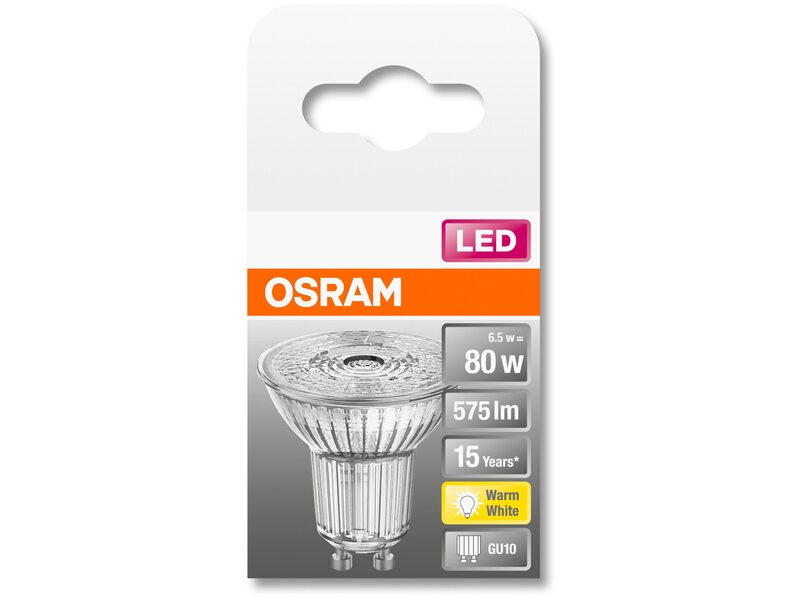 LED
OSRAM
6.5 w=
80 w
575 lm
15 Years*
Warm
White
GU10